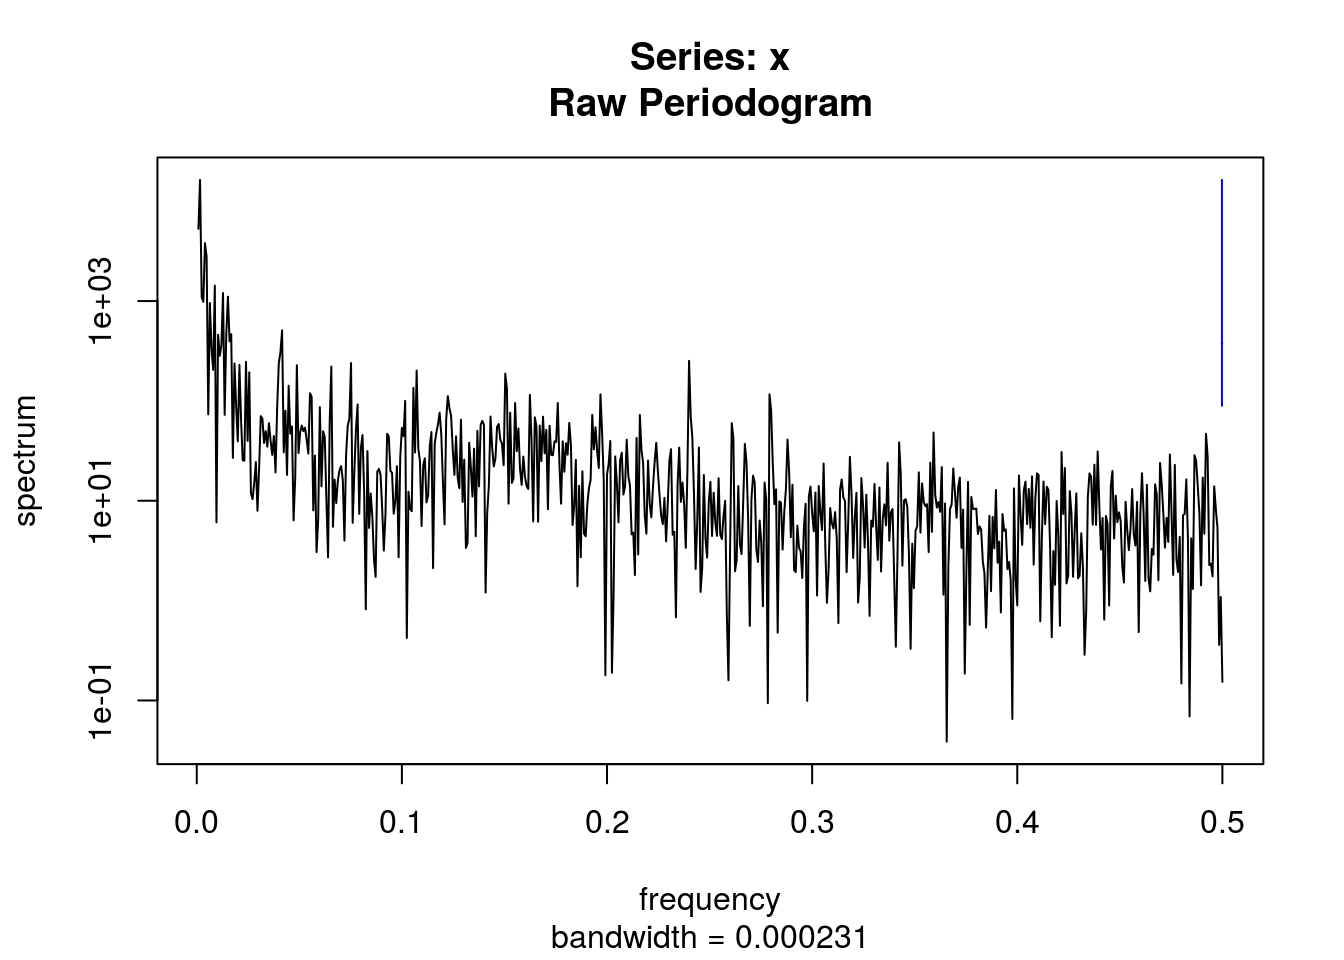 Series: x
Raw Periodogram
spectrum
1e+03
1e+01
1e-01
0.0 0.1 0.2 0.3 0.4 0.5
frequency
bandwidth = 0.000231